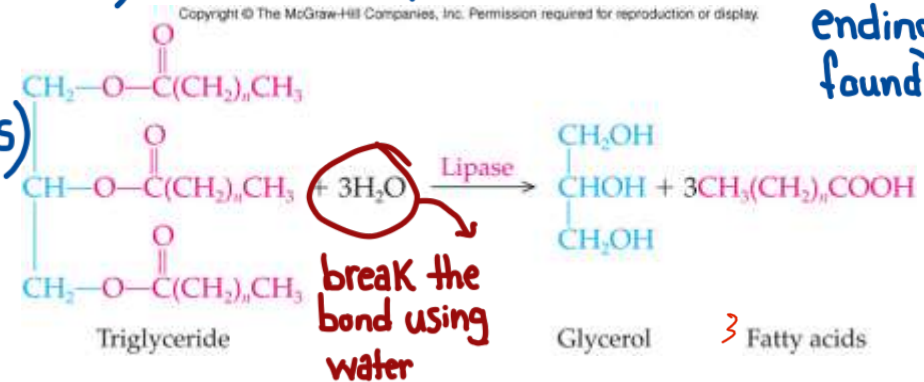 Copyright © The McGraw-Hill Companies, Inc. Permission required for reproduction or display.
ending
found
s)
O
CH₂—O—C(CH₂)ₙCH₃
O
CH—O—C(CH₂)ₙCH₃ + 3H₂O Lipase CHOH + 3CH₃(CH₂)ₙCOOH
CH₂OH
CH₂OH
O
CH₂—O—C(CH₂)ₙCH₃
break the
bond using
water
Triglyceride Glycerol 3 Fatty acids